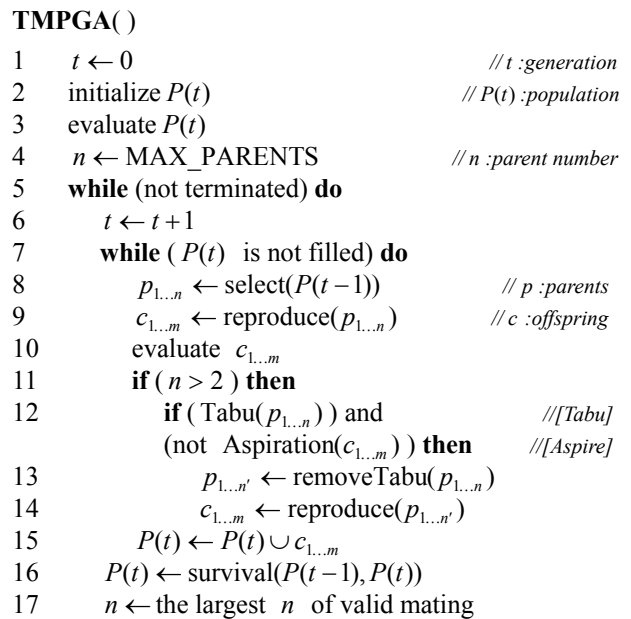 TMPGA( )
1 t ← 0 // t :generation
2 initialize P(t) // P(t) :population
3 evaluate P(t)
4 n ← MAX_PARENTS // n :parent number
5 while (not terminated) do
6 t ← t + 1
7 while ( P(t) is not filled) do
8 p₁…ₙ ← select(P(t − 1)) // p :parents
9 c₁…ₘ ← reproduce(p₁…ₙ) // c :offspring
10 evaluate c₁…ₘ
11 if ( n > 2 ) then
12 if ( Tabu(p₁…ₙ) ) and //[Tabu]
(not Aspiration(c₁…ₘ) ) then //[Aspire]
13 p₁…ₙ′ ← removeTabu(p₁…ₙ)
14 c₁…ₘ ← reproduce(p₁…ₙ′)
15 P(t) ← P(t) ∪ c₁…ₘ
16 P(t) ← survival(P(t − 1), P(t))
17 n ← the largest n of valid mating